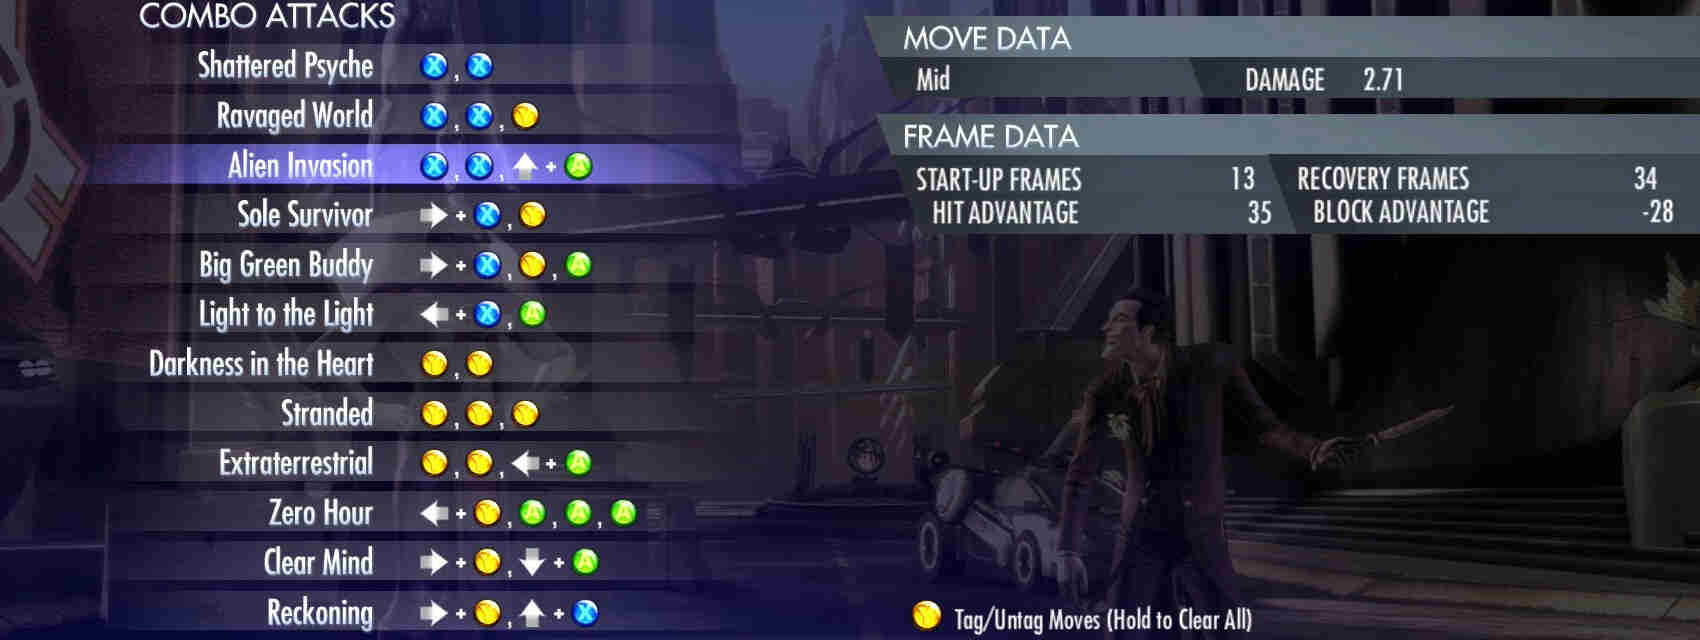 COMBO ATTACKS
Shattered Psyche X , X
Ravaged World X , X , Y
Alien Invasion X , X , ↑ + A
Sole Survivor → + X , Y
Big Green Buddy → + X , Y , A
Light to the Light ← + X , A
Darkness in the Heart Y , Y
Stranded Y , Y , Y
Extraterrestrial Y , Y , ← + A
Zero Hour ← + Y , A , A , A
Clear Mind → + Y , ↓ + A
Reckoning → + Y , ↑ + X
MOVE DATA
Mid DAMAGE 2.71
FRAME DATA
START-UP FRAMES 13 RECOVERY FRAMES 34
HIT ADVANTAGE 35 BLOCK ADVANTAGE -28
Y Tag/Untag Moves (Hold to Clear All)